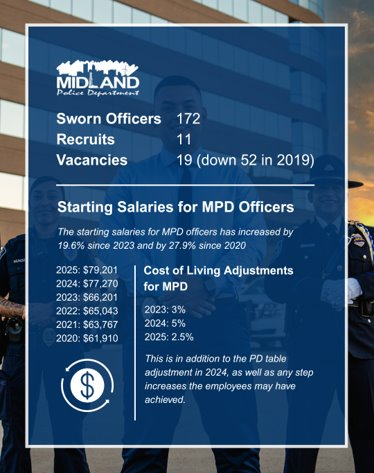 MIDLAND
Police Department
Sworn Officers 172
Recruits 11
Vacancies 19 (down 52 in 2019)
Starting Salaries for MPD Officers
The starting salaries for MPD officers has increased by
19.6% since 2023 and by 27.9% since 2020
2025: $79,201
2024: $77,270
2023: $66,201
2022: $65,043
2021: $63,767
2020: $61,910
$
Cost of Living Adjustments
for MPD
2023: 3%
2024: 5%
2025: 2.5%
This is in addition to the PD table
adjustment in 2024, as well as any step
increases the employees may have
achieved.